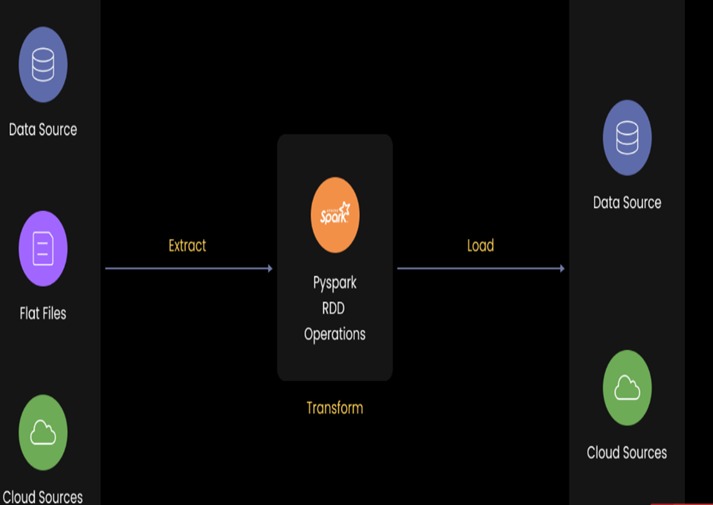 Data Source
Flat Files
Cloud Sources
Extract
Spark
Pyspark
RDD
Operations
Transform
Load
Data Source
Cloud Sources